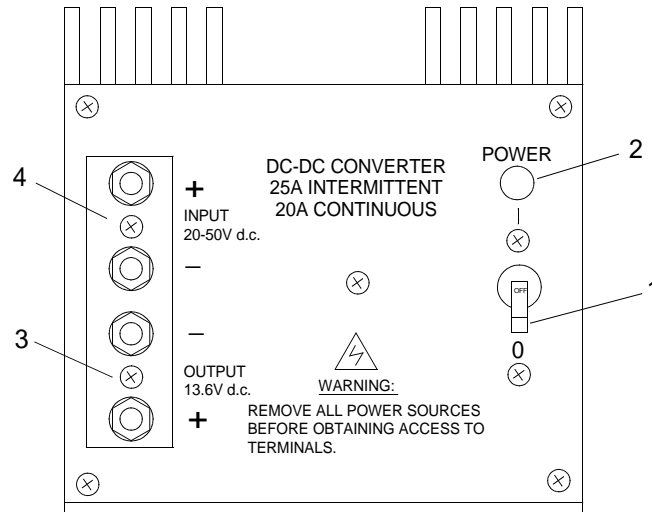 DC-DC CONVERTER
25A INTERMITTENT
20A CONTINUOUS
POWER
2
4
+
INPUT
20-50V d.c.
−
|
OFF
1
3
−
OUTPUT
13.6V d.c.
+
0
WARNING:
REMOVE ALL POWER SOURCES
BEFORE OBTAINING ACCESS TO
TERMINALS.